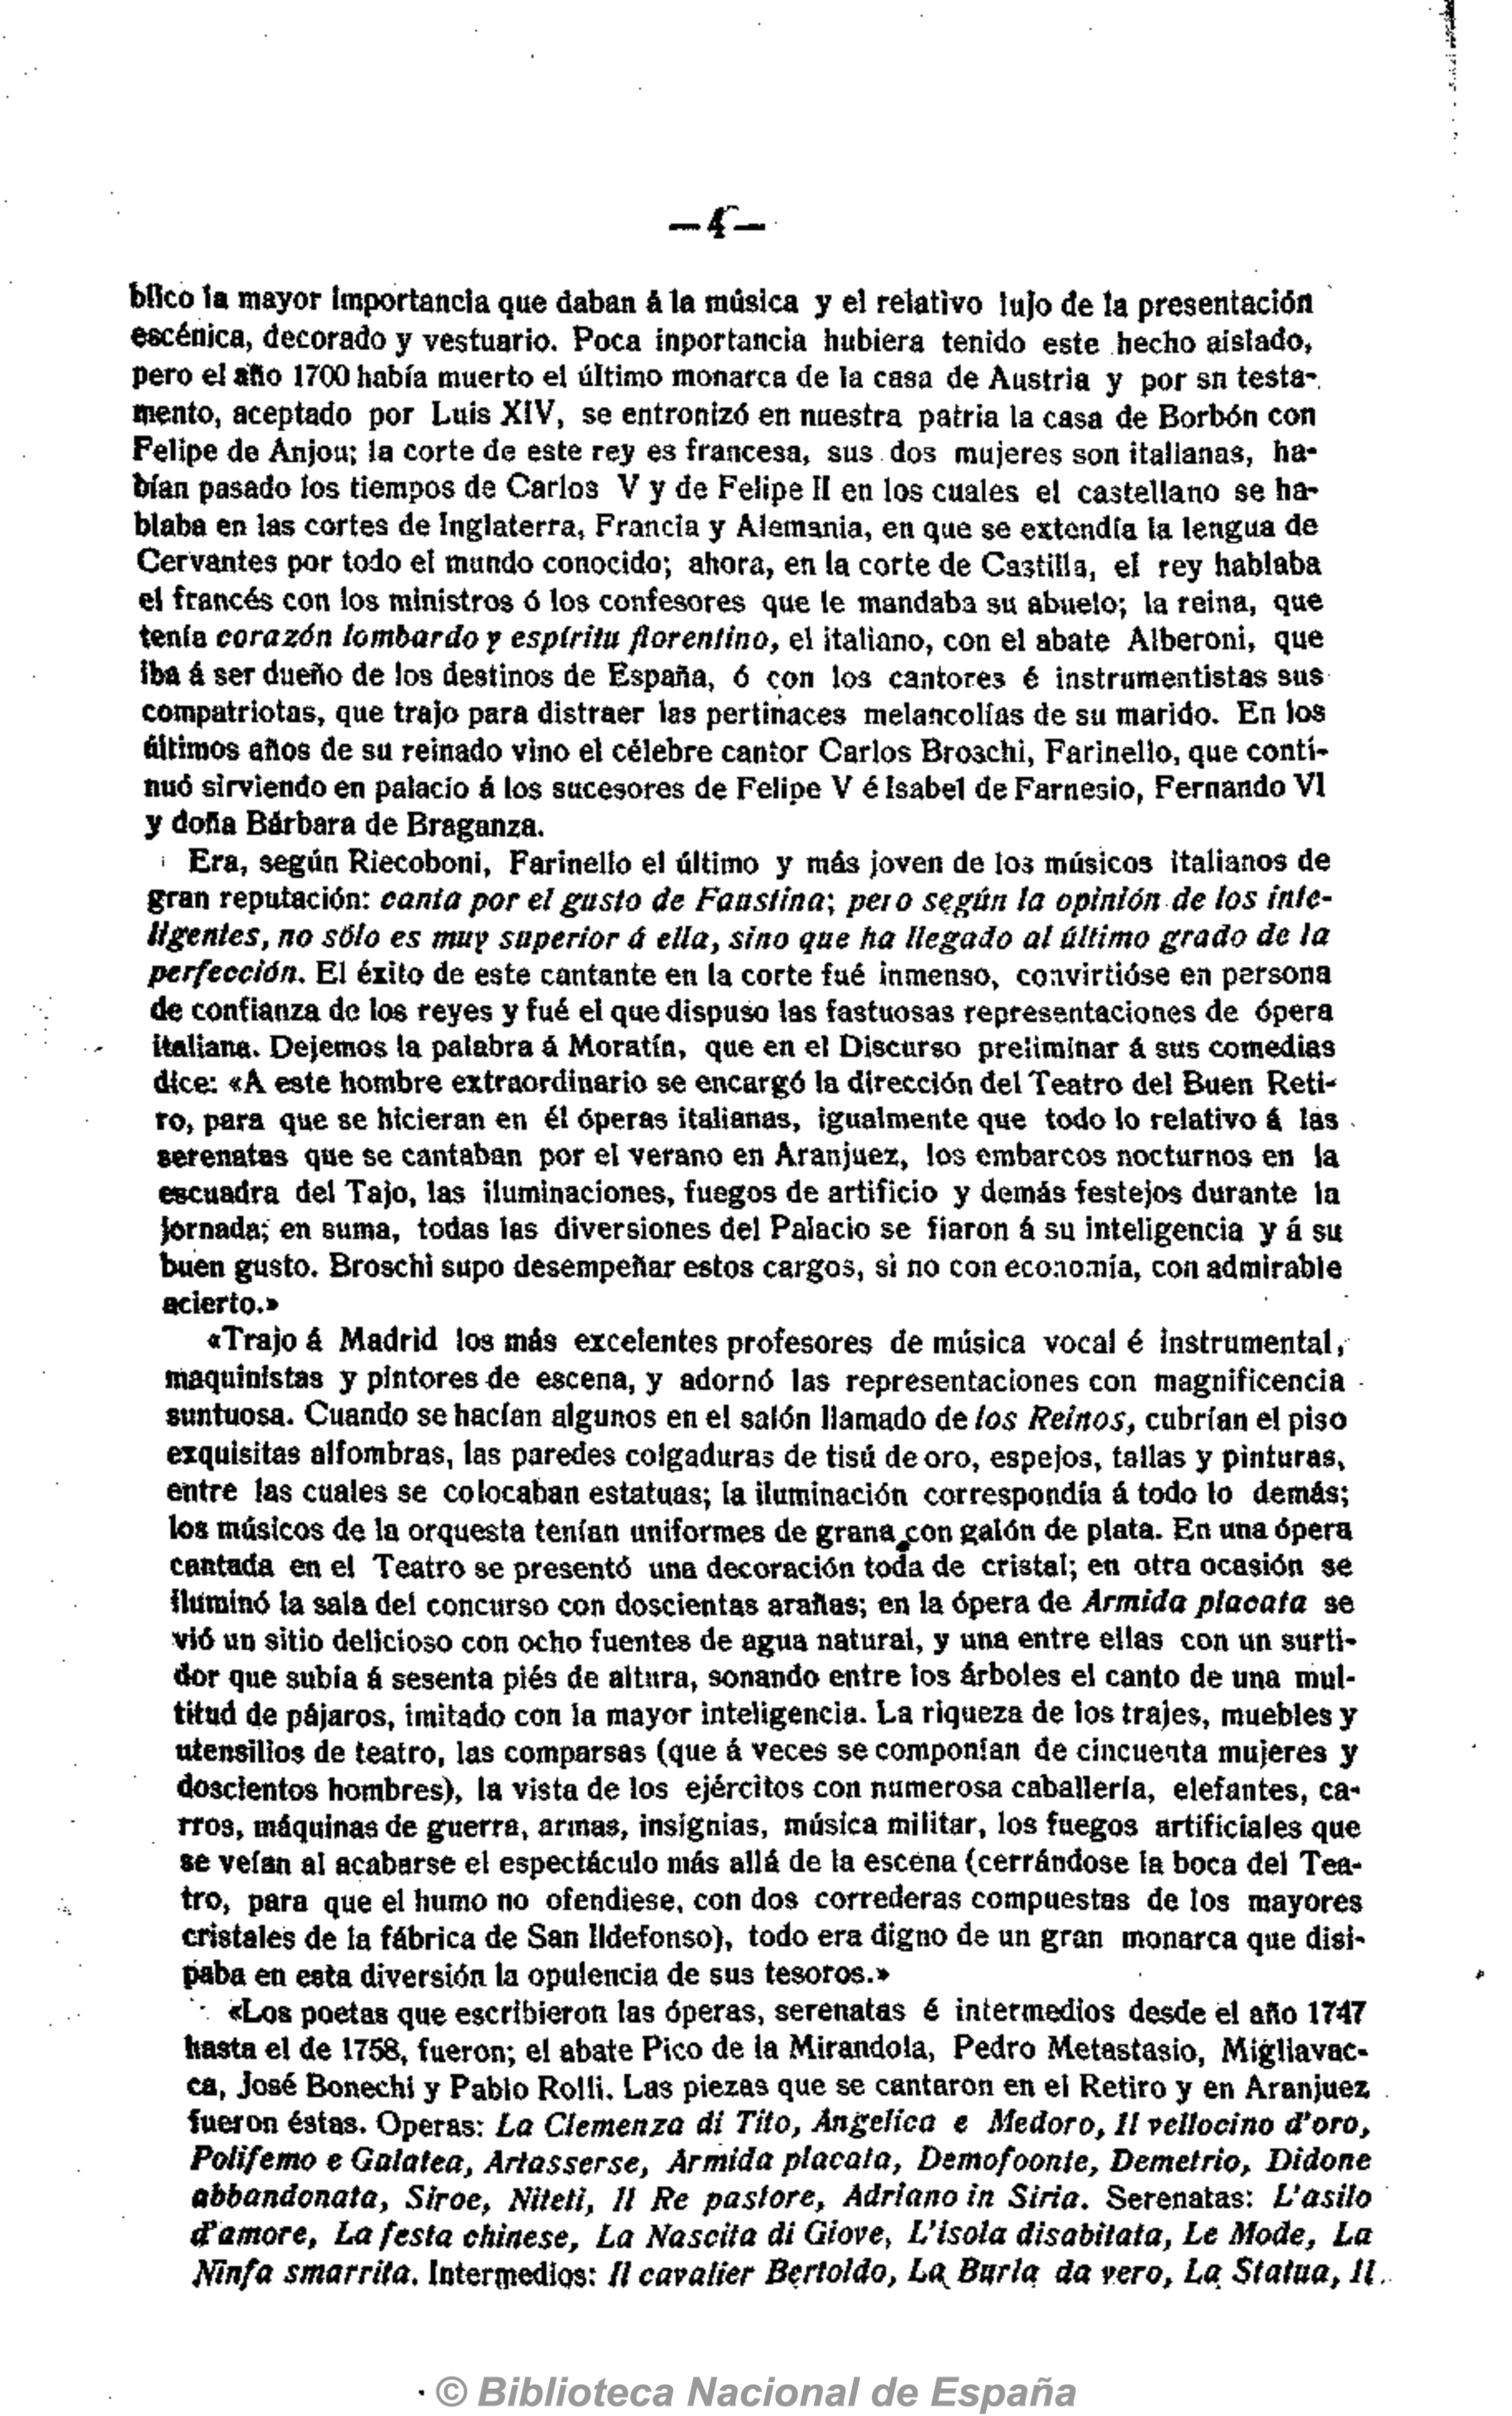 —4—
blico la mayor importancia que daban á la música y el relativo lujo de la presentación
escénica, decorado y vestuario. Poca inportancia hubiera tenido este hecho aislado,
pero el año 1700 había muerto el último monarca de la casa de Austria y por sn testa-
mento, aceptado por Luis XIV, se entronizó en nuestra patria la casa de Borbón con
Felipe de Anjou; la corte de este rey es francesa, sus dos mujeres son italianas, ha-
bían pasado los tiempos de Carlos V y de Felipe II en los cuales el castellano se ha-
blaba en las cortes de Inglaterra, Francia y Alemania, en que se extendía la lengua de
Cervantes por todo el mundo conocido; ahora, en la corte de Castilla, el rey hablaba
el francés con los ministros ó los confesores que le mandaba su abuelo; la reina, que
tenía corazón lombardo y espíritu florentino, el italiano, con el abate Alberoni, que
iba á ser dueño de los destinos de España, ó con los cantores é instrumentistas sus
compatriotas, que trajo para distraer las pertinaces melancolías de su marido. En los
últimos años de su reinado vino el célebre cantor Carlos Broschi, Farinello, que conti-
nuó sirviendo en palacio á los sucesores de Felipe V é Isabel de Farnesio, Fernando VI
y doña Bárbara de Braganza.
Era, según Riecoboni, Farinello el último y más joven de los músicos italianos de
gran reputación: canta por el gusto de Faustina; pero según la opinión de los inte-
ligentes, no sólo es muy superior á ella, sino que ha llegado al último grado de la
perfección. El éxito de este cantante en la corte fué inmenso, convirtióse en persona
de confianza de los reyes y fué el que dispuso las fastuosas representaciones de ópera
italiana. Dejemos la palabra á Moratín, que en el Discurso preliminar á sus comedias
dice: «A este hombre extraordinario se encargó la dirección del Teatro del Buen Reti-
ro, para que se hicieran en él óperas italianas, igualmente que todo lo relativo á las
serenatas que se cantaban por el verano en Aranjuez, los embarcos nocturnos en la
escuadra del Tajo, las iluminaciones, fuegos de artificio y demás festejos durante la
jornada; en suma, todas las diversiones del Palacio se fiaron á su inteligencia y á su
buen gusto. Broschi supo desempeñar estos cargos, si no con economía, con admirable
acierto.»
«Trajo á Madrid los más excelentes profesores de música vocal é instrumental,
maquinistas y pintores de escena, y adornó las representaciones con magnificencia
suntuosa. Cuando se hacían algunos en el salón llamado de los Reinos, cubrían el piso
exquisitas alfombras, las paredes colgaduras de tisú de oro, espejos, tallas y pinturas,
entre las cuales se colocaban estatuas; la iluminación correspondía á todo lo demás;
los músicos de la orquesta tenían uniformes de grana con galón de plata. En una ópera
cantada en el Teatro se presentó una decoración toda de cristal; en otra ocasión se
iluminó la sala del concurso con doscientas arañas; en la ópera de Armida placata se
vió un sitio delicioso con ocho fuentes de agua natural, y una entre ellas con un surti-
dor que subía á sesenta piés de altura, sonando entre los árboles el canto de una mul-
titud de pájaros, imitado con la mayor inteligencia. La riqueza de los trajes, muebles y
utensilios de teatro, las comparsas (que á veces se componían de cincuenta mujeres y
doscientos hombres), la vista de los ejércitos con numerosa caballería, elefantes, ca-
rros, máquinas de guerra, armas, insignias, música militar, los fuegos artificiales que
se veían al acabarse el espectáculo más allá de la escena (cerrándose la boca del Tea-
tro, para que el humo no ofendiese, con dos correderas compuestas de los mayores
cristales de la fábrica de San Ildefonso), todo era digno de un gran monarca que disi-
paba en esta diversión la opulencia de sus tesoros.»
«Los poetas que escribieron las óperas, serenatas é intermedios desde el año 1747
hasta el de 1758, fueron; el abate Pico de la Mirandola, Pedro Metastasio, Migliavac-
ca, José Bonechi y Pablo Rolli. Las piezas que se cantaron en el Retiro y en Aranjuez
fueron éstas. Operas: La Clemenza di Tito, Angelica e Medoro, Il vellocino d'oro,
Polifemo e Galatea, Artasserse, Armida placata, Demofoonte, Demetrio, Didone
abbandonata, Siroe, Niteti, Il Re pastore, Adriano in Siria. Serenatas: L'asilo
d'amore, La festa chinese, La Nascita di Giove, L'isola disabitata, Le Mode, La
Ninfa smarrita. Intermedios: Il cavalier Bertoldo, La Burla da vero, La Statua, Il
© Biblioteca Nacional de España